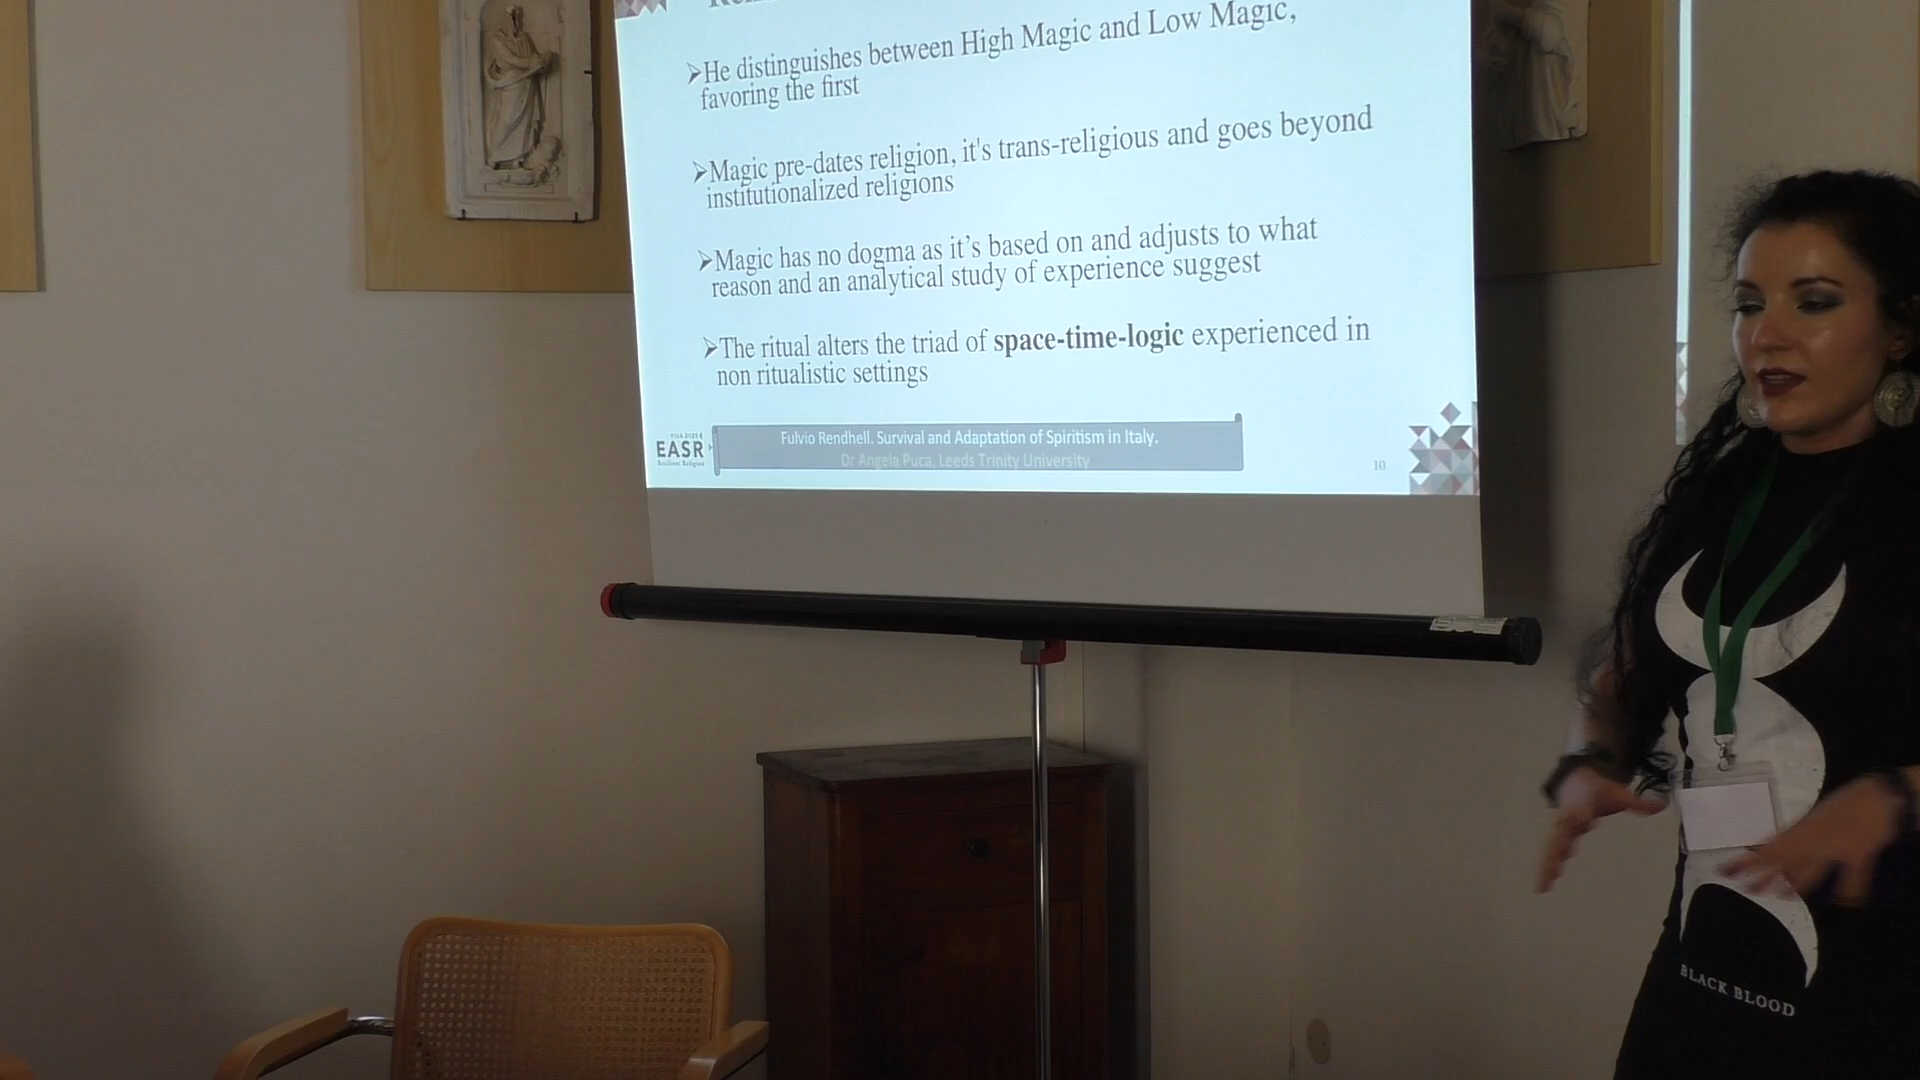 ➢He distinguishes between High Magic and Low Magic,
favoring the first
➢Magic pre-dates religion, it's trans-religious and goes beyond
institutionalized religions
➢Magic has no dogma as it’s based on and adjusts to what
reason and an analytical study of experience suggest
➢The ritual alters the triad of space-time-logic experienced in
non ritualistic settings
EASR
Resilient Religion
Fulvio Rendhell. Survival and Adaptation of Spiritism in Italy.
Dr Angela Puca, Leeds Trinity University
10
BLACK BLOOD